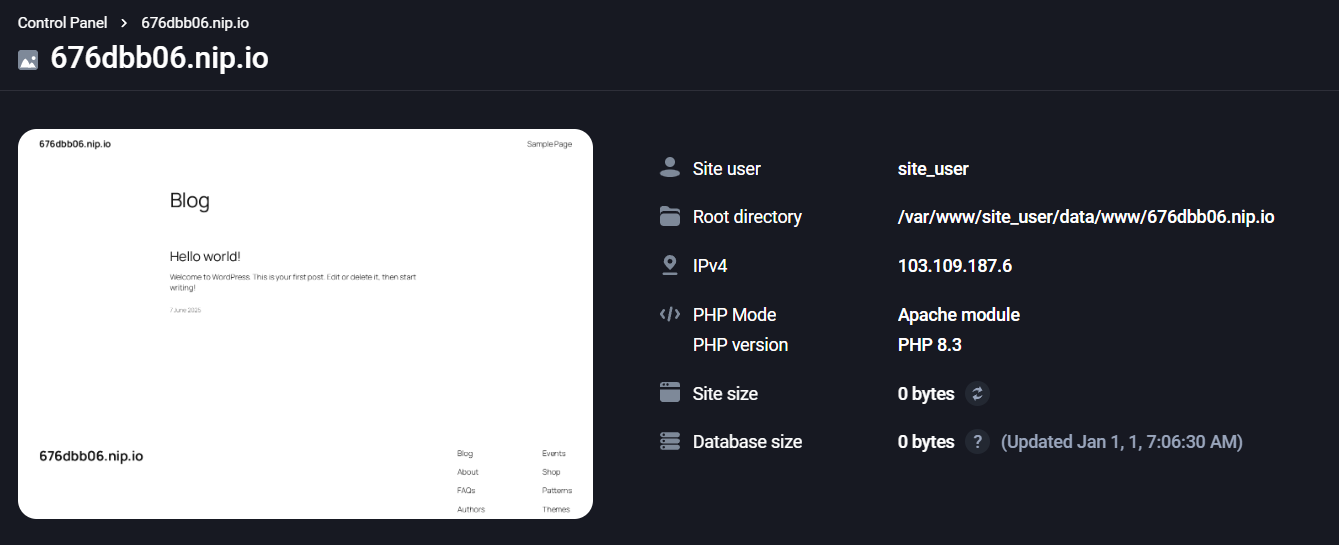 Control Panel > 676dbb06.nip.io
676dbb06.nip.io
676dbb06.nip.io
Sample Page
Blog
Hello world!
Welcome to WordPress. This is your first post. Edit or delete it, then start
writing!
7 June 2025
676dbb06.nip.io
Blog
Events
About
Shop
FAQs
Patterns
Authors
Themes
Site user
site_user
Root directory
/var/www/site_user/data/www/676dbb06.nip.io
IPv4
103.109.187.6
PHP Mode
Apache module
PHP version
PHP 8.3
Site size
0 bytes
Database size
0 bytes ? (Updated Jan 1, 1, 7:06:30 AM)